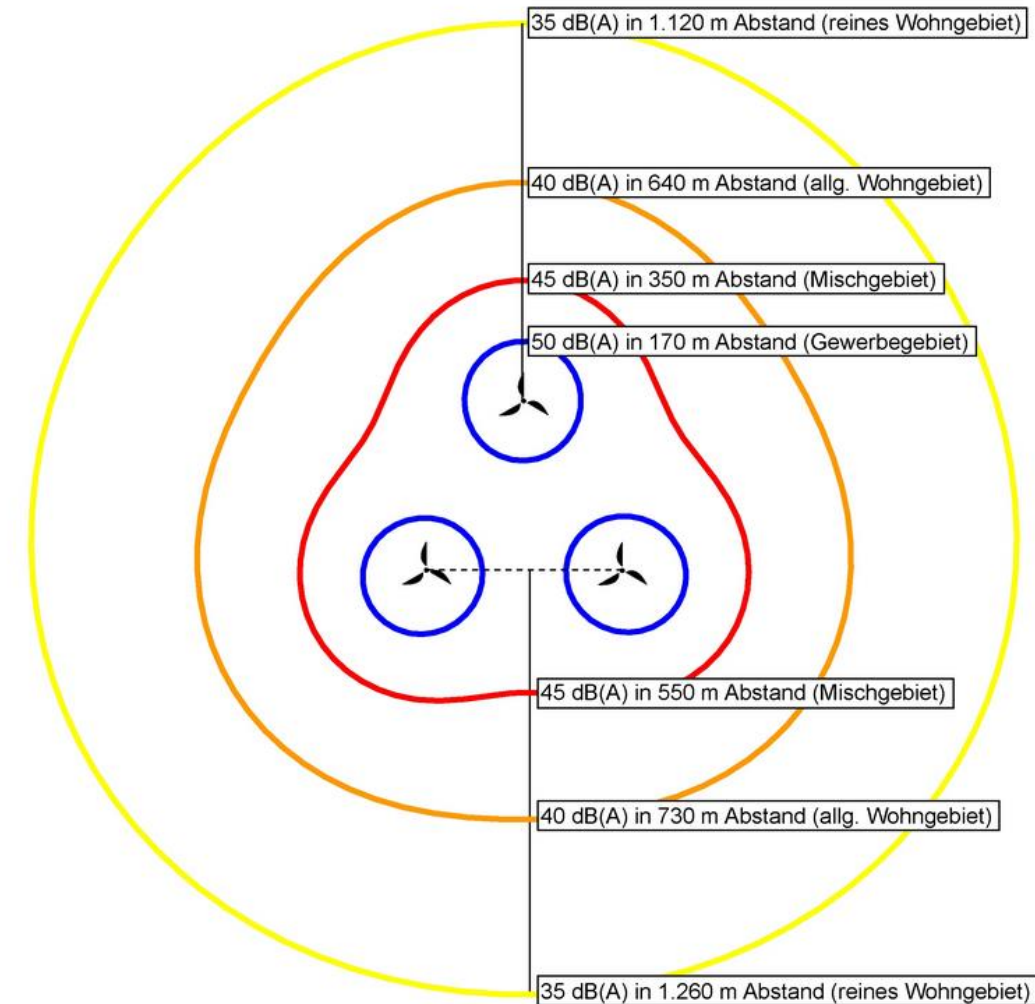 35 dB(A) in 1.120 m Abstand (reines Wohngebiet)
40 dB(A) in 640 m Abstand (allg. Wohngebiet)
45 dB(A) in 350 m Abstand (Mischgebiet)
50 dB(A) in 170 m Abstand (Gewerbegebiet)
45 dB(A) in 550 m Abstand (Mischgebiet)
40 dB(A) in 730 m Abstand (allg. Wohngebiet)
35 dB(A) in 1.260 m Abstand (reines Wohngebiet)